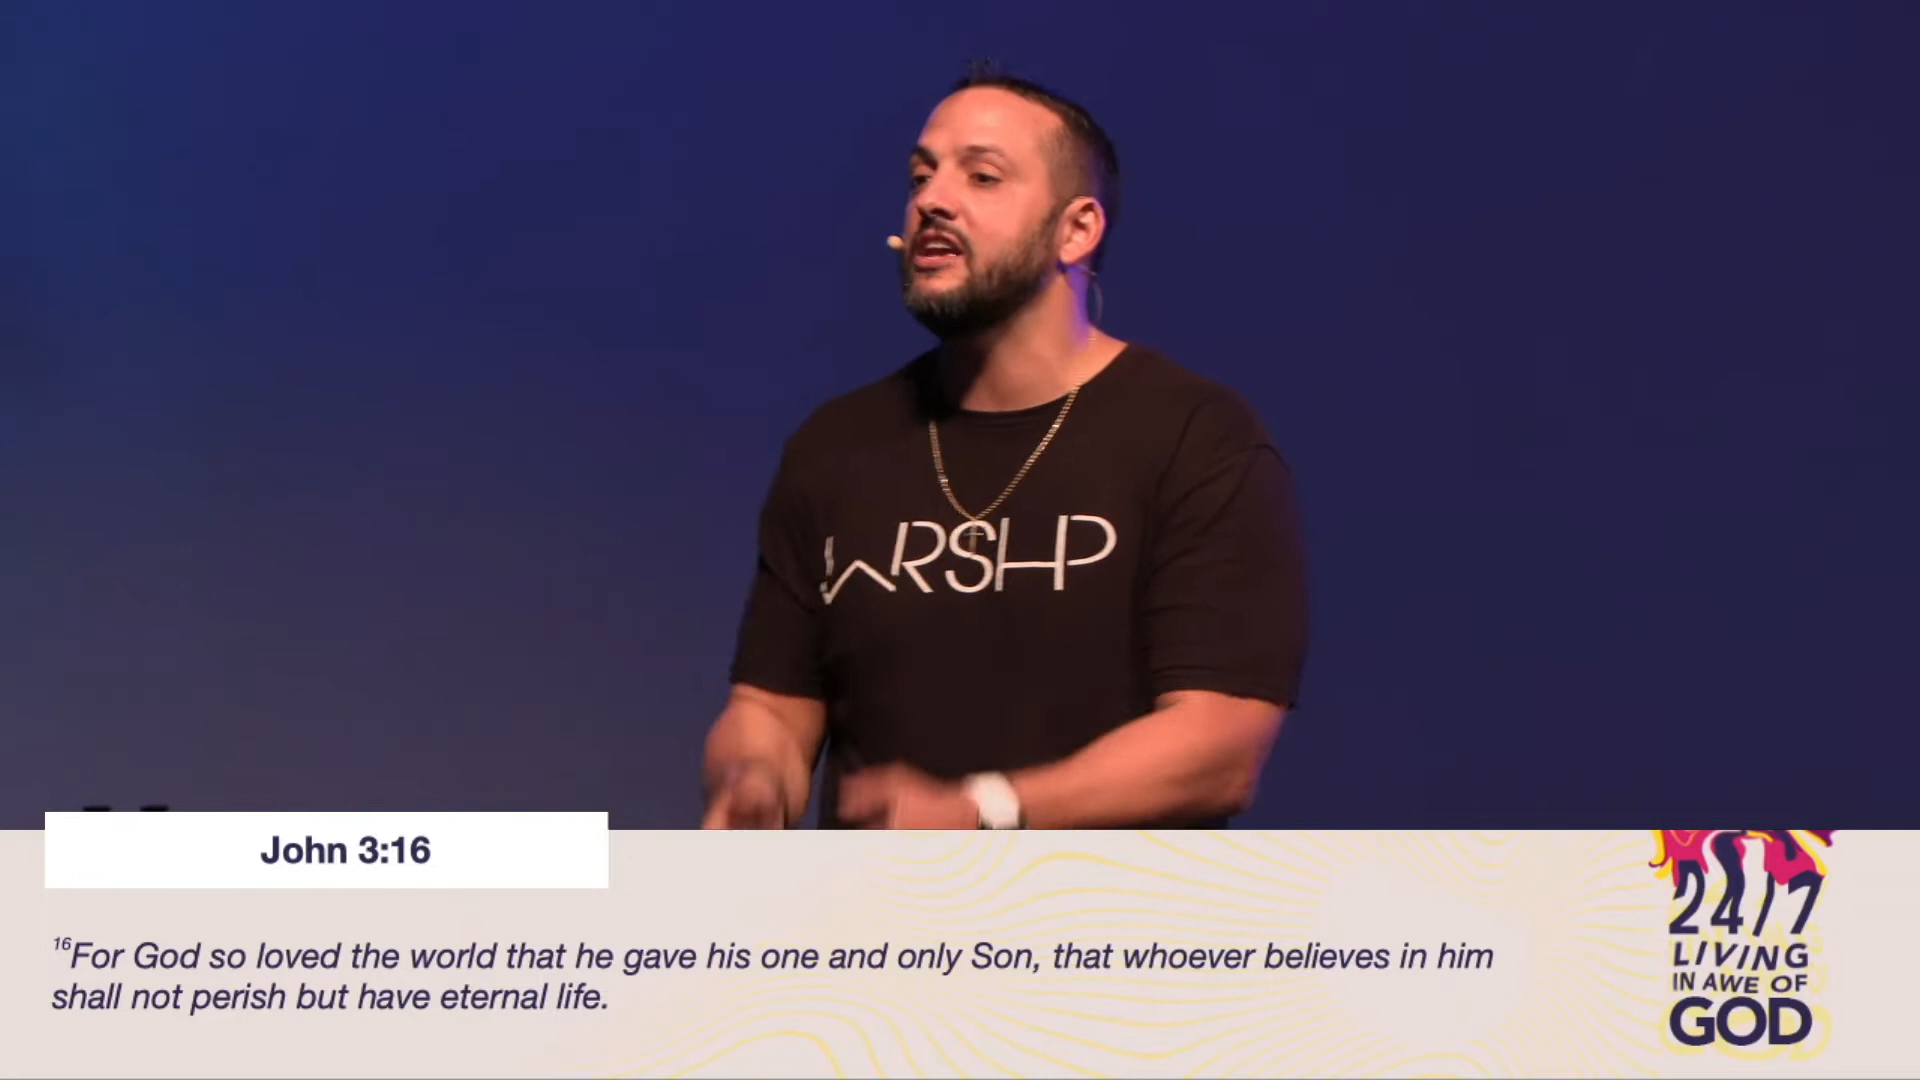 WRSHP
John 3:16
16For God so loved the world that he gave his one and only Son, that whoever believes in him
shall not perish but have eternal life.
24/7
LIVING
IN AWE OF
GOD